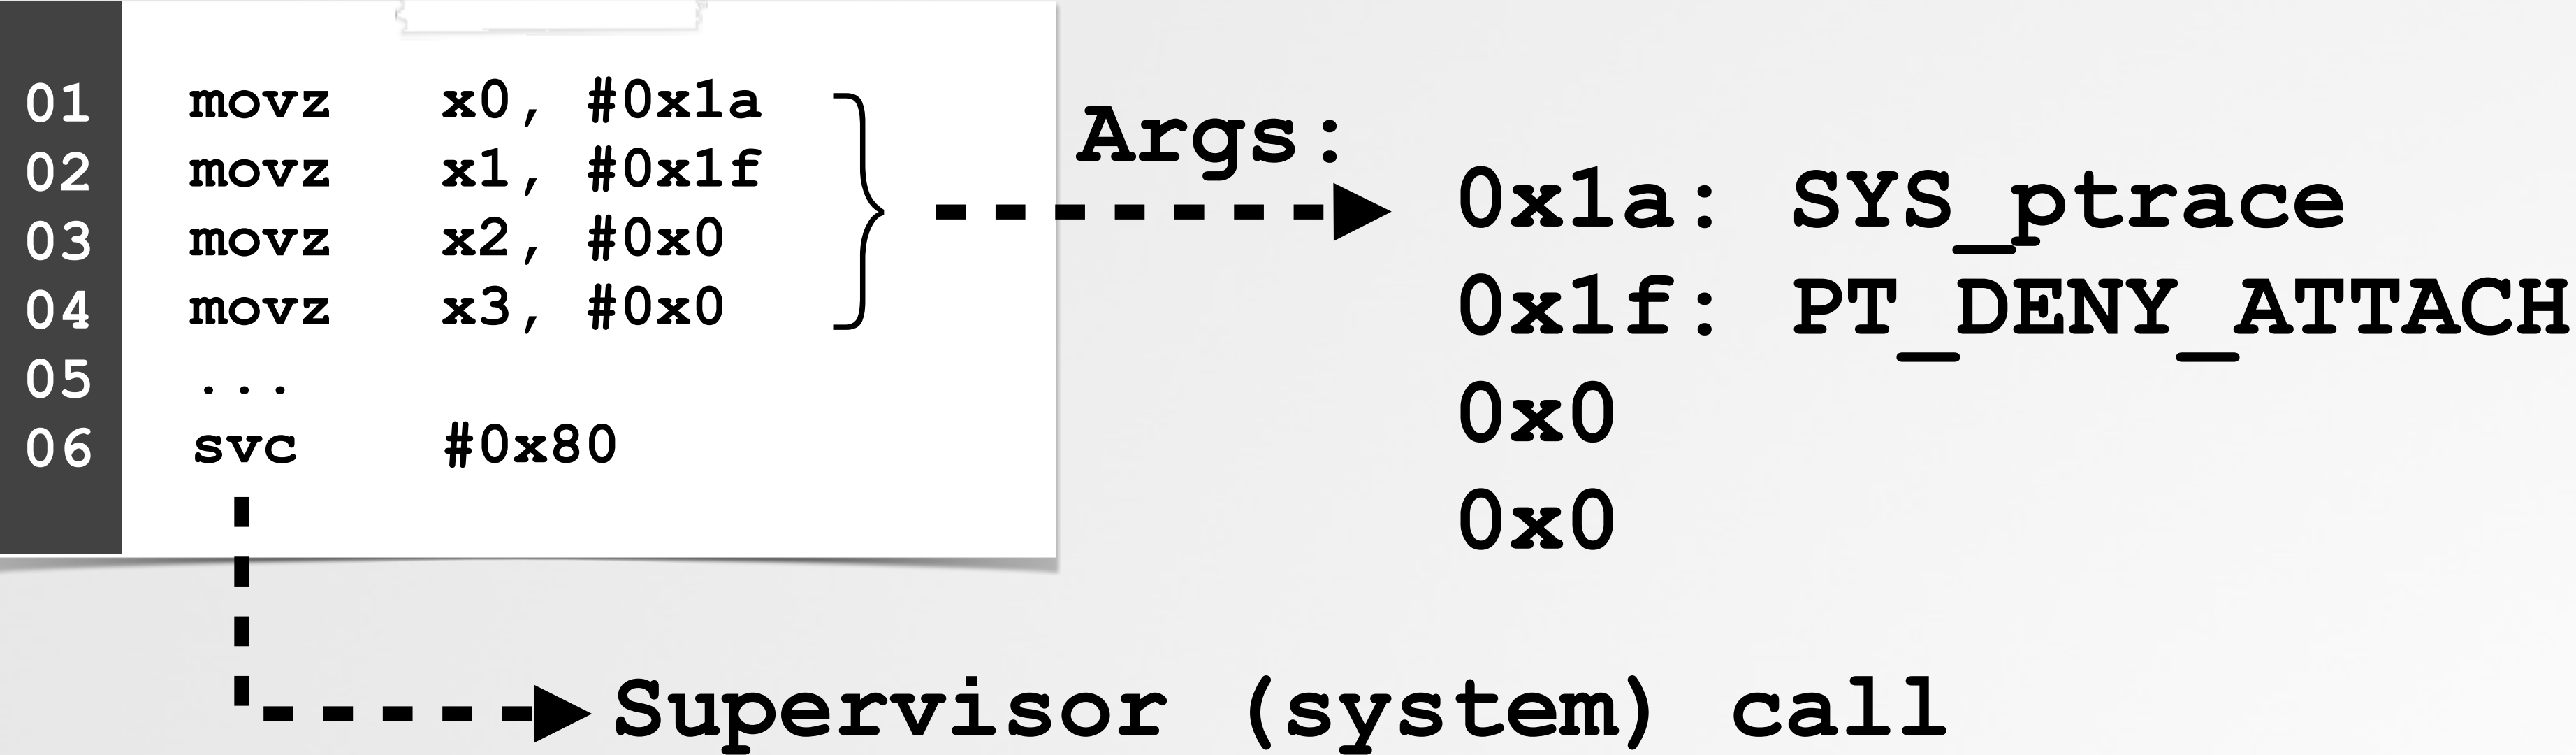 01 movz x0, #0x1a
02 movz x1, #0x1f
03 movz x2, #0x0
04 movz x3, #0x0
05 ...
06 svc #0x80
Args:
0x1a: SYS_ptrace
0x1f: PT_DENY_ATTACH
0x0
0x0
Supervisor (system) call